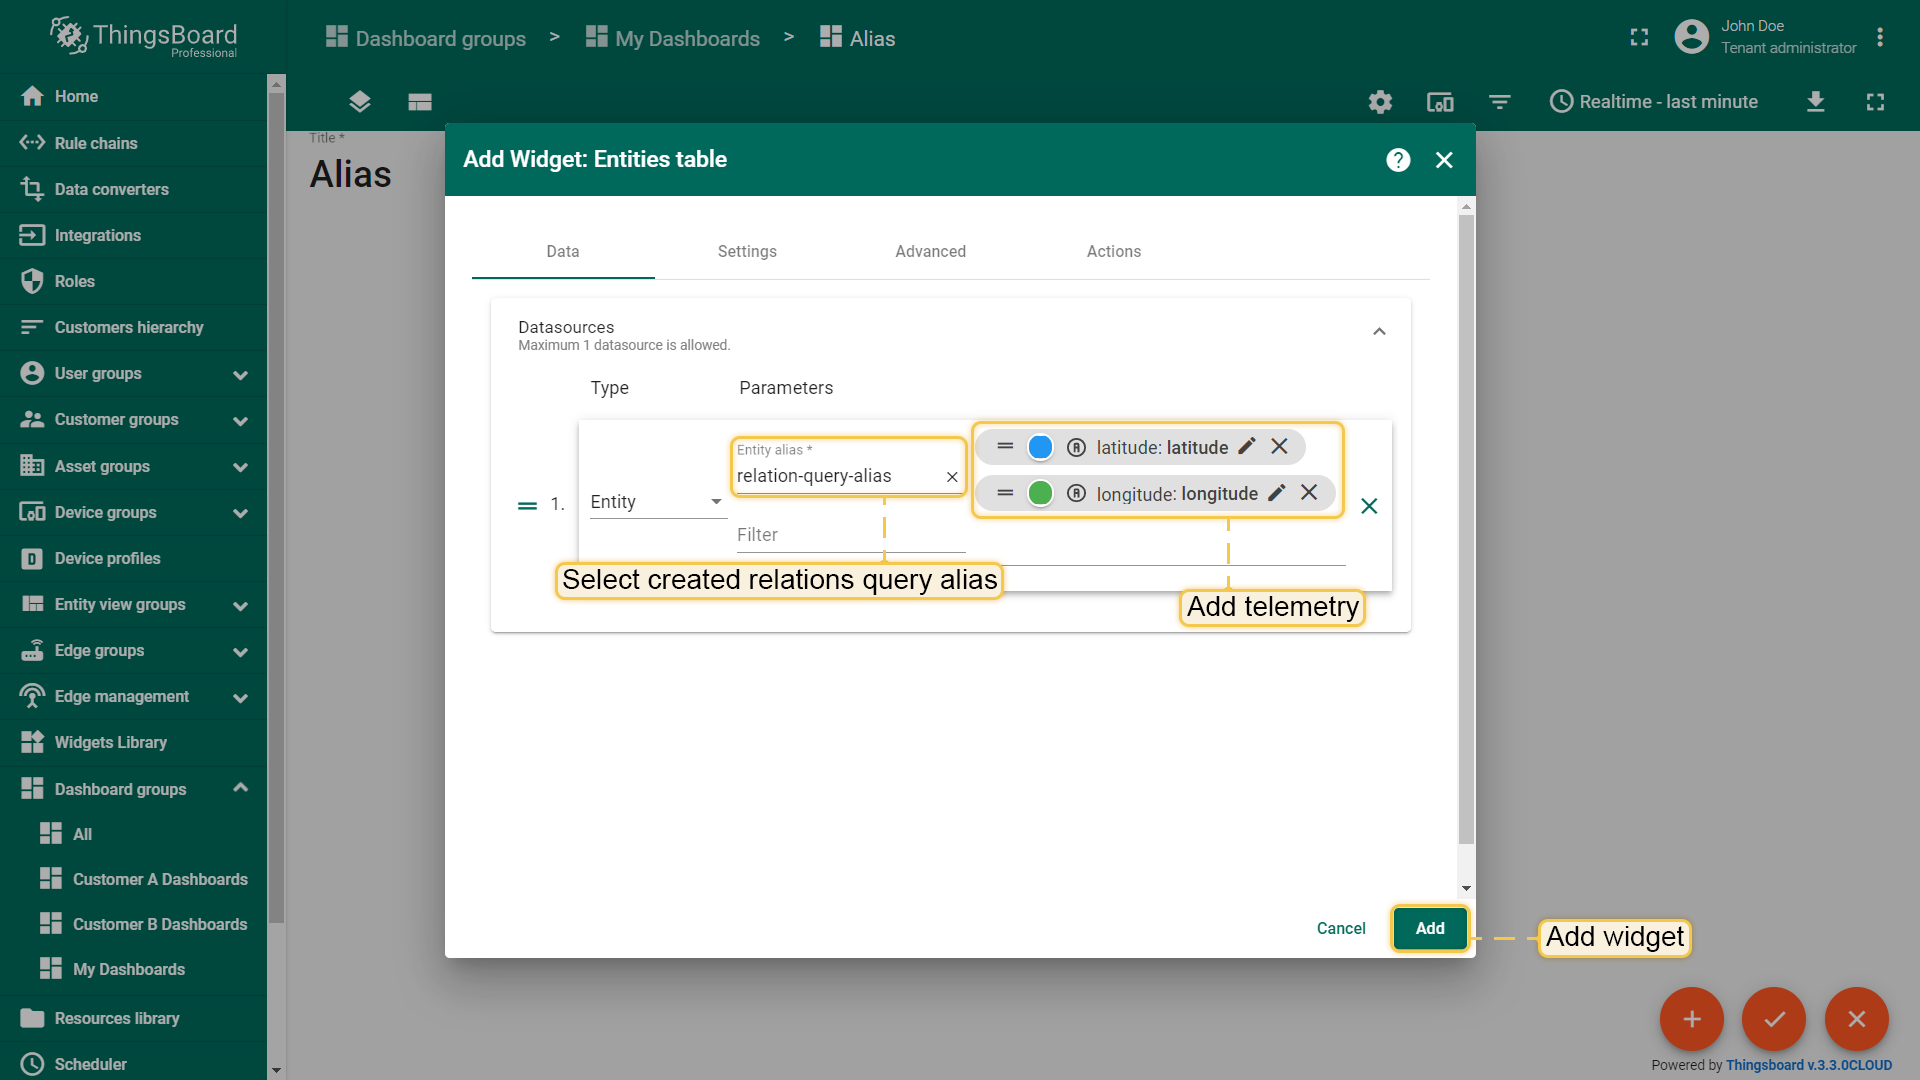 ThingsBoard
Professional
Dashboard groups > My Dashboards > Alias
John Doe
Tenant administrator
Realtime - last minute
Home
Rule chains
Data converters
Integrations
Roles
Customers hierarchy
User groups
Customer groups
Asset groups
Device groups
Device profiles
Entity view groups
Edge groups
Edge management
Widgets Library
Dashboard groups
All
Customer A Dashboards
Customer B Dashboards
My Dashboards
Resources library
Scheduler
Title *
Alias
Add Widget: Entities table
Data Settings Advanced Actions
Datasources
Maximum 1 datasource is allowed.
Type Parameters
1.
Entity
Entity alias *
relation-query-alias
Filter
latitude: latitude
longitude: longitude
Select created relations query alias
Add telemetry
Cancel Add
Add widget
Powered by Thingsboard v.3.3.0CLOUD